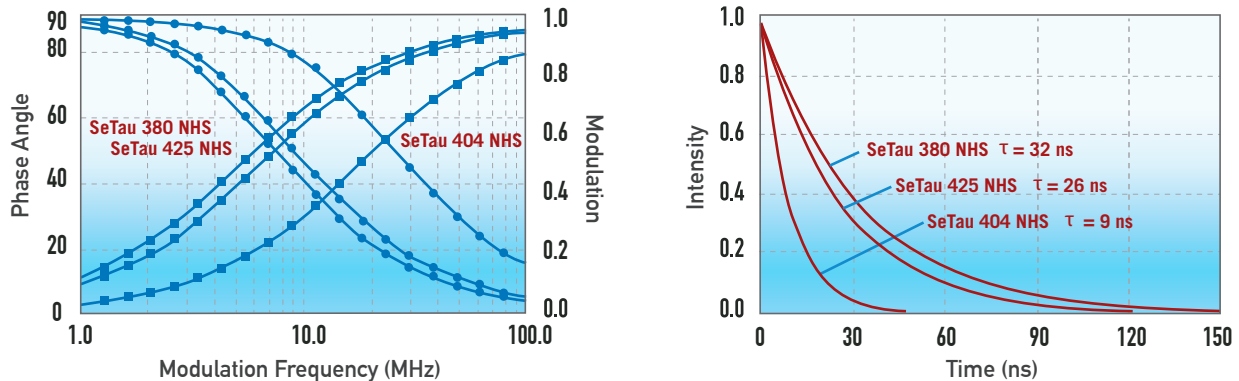 90
80
60
40
20
0
Phase Angle
SeTau 380 NHS
SeTau 425 NHS
SeTau 404 NHS
1.0
0.8
0.6
0.4
0.2
0.0
Modulation
1.0
10.0
100.0
Modulation Frequency (MHz)
1.0
0.8
0.6
0.4
0.2
0.0
Intensity
SeTau 380 NHS τ = 32 ns
SeTau 425 NHS τ = 26 ns
SeTau 404 NHS τ = 9 ns
0
30
60
90
120
150
Time (ns)